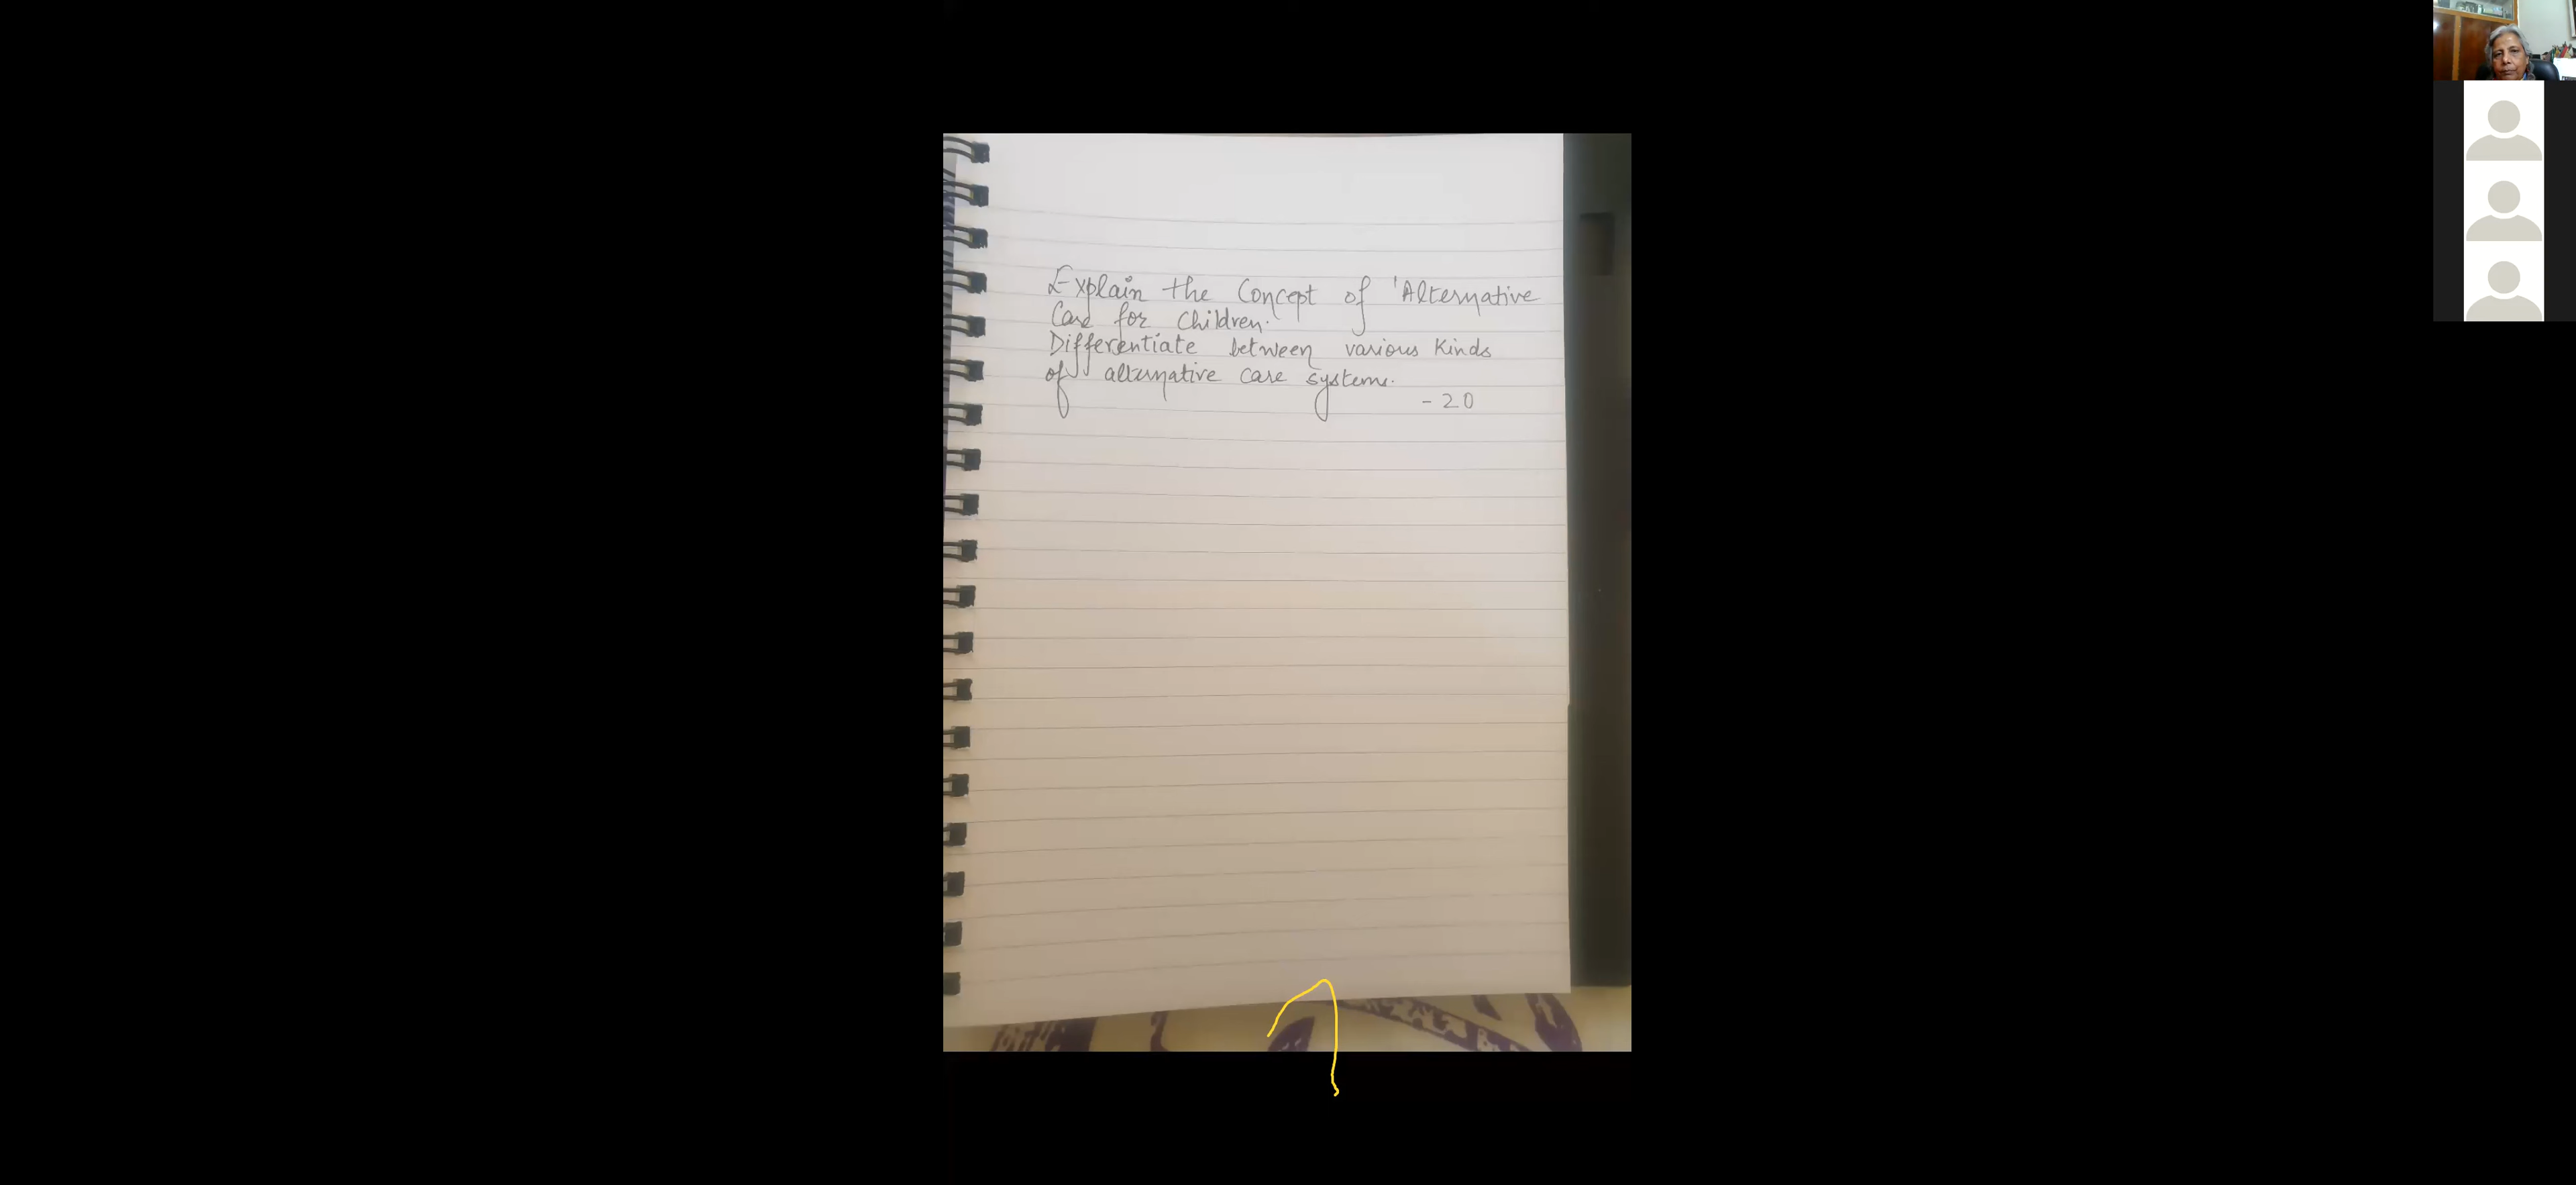 Explain the Concept of 'Alternative
Care for Children.
Differentiate between various Kinds
of alternative care systems.
- 20